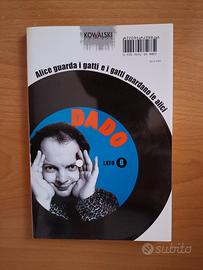 KOWALSKI
Alice guarda i gatti e i gatti guardano le alici
DADO
LATO B
subito